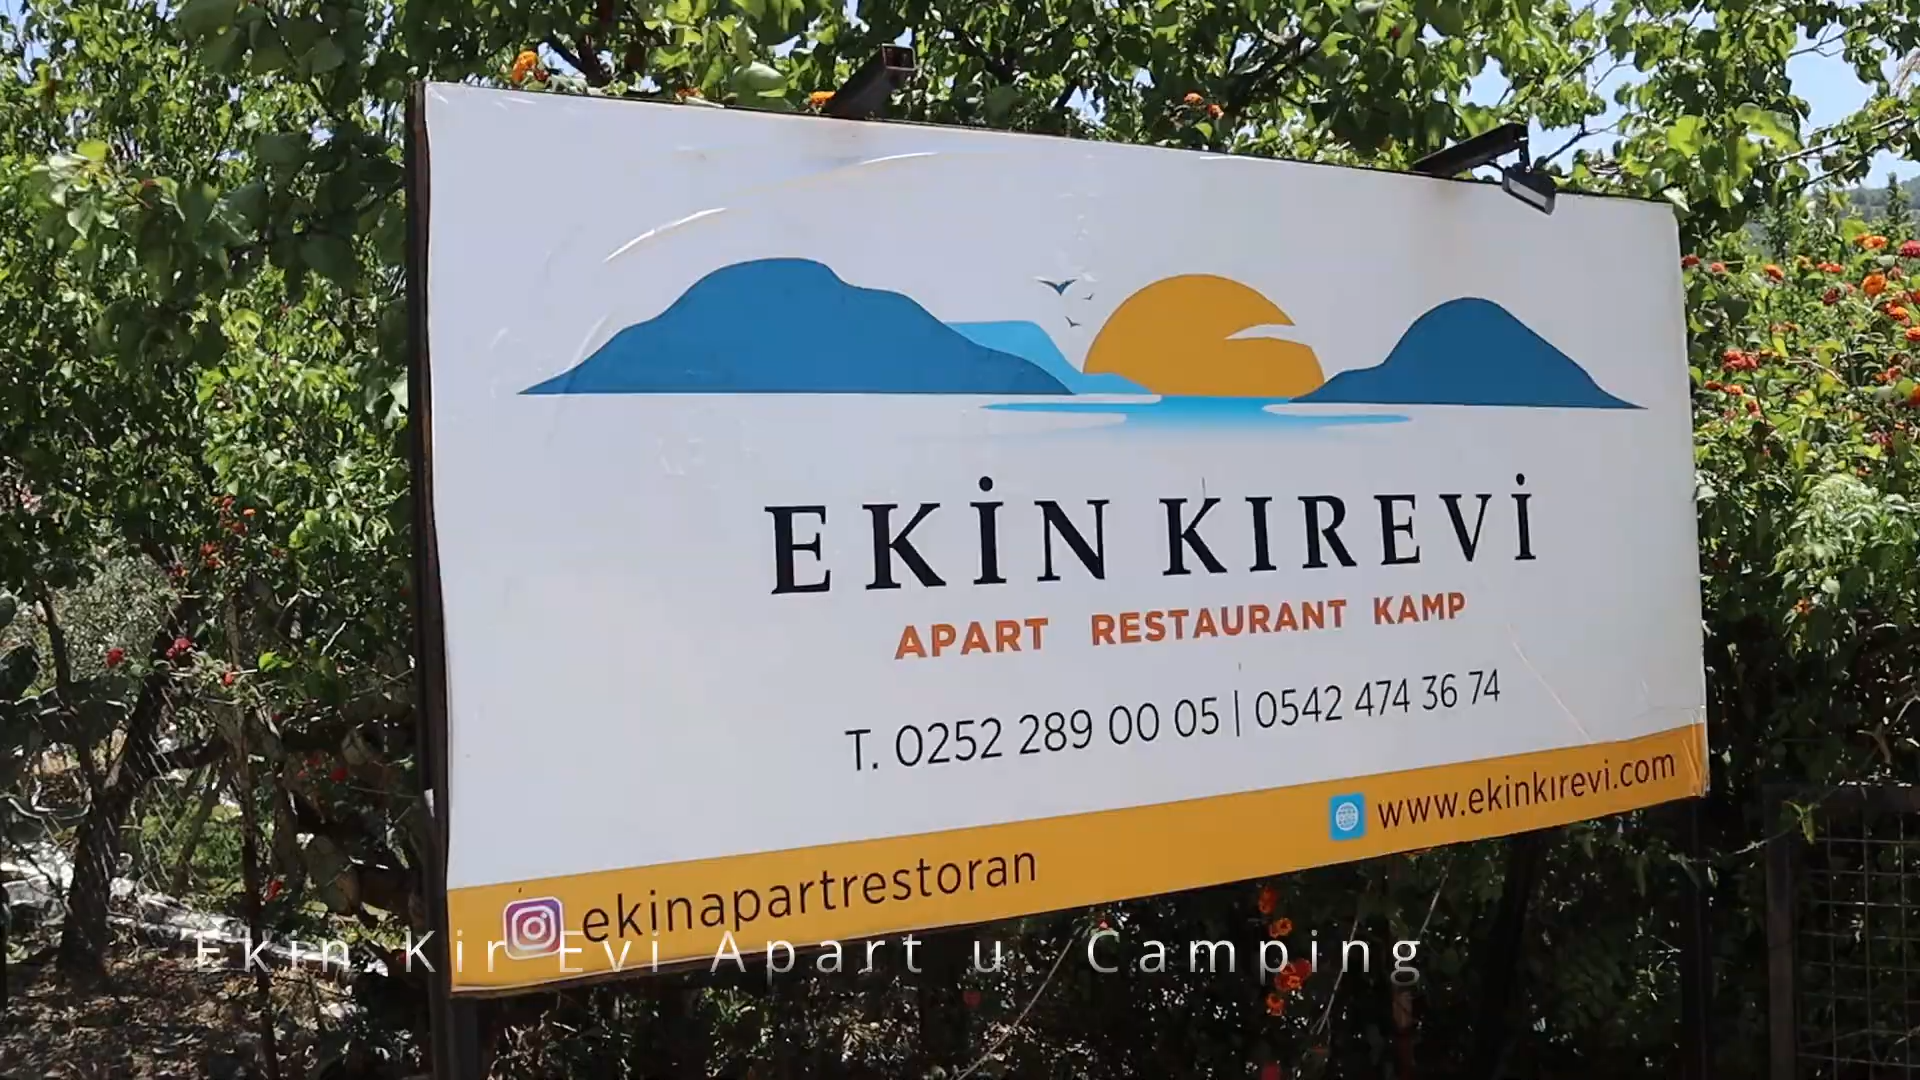 EKİN KIREVİ
APART RESTAURANT KAMP
T. 0252 289 00 05 | 0542 474 36 74
www.ekinkırevi.com
ekinapartrestoran
Ekin Kir Evi Apart u. Camping